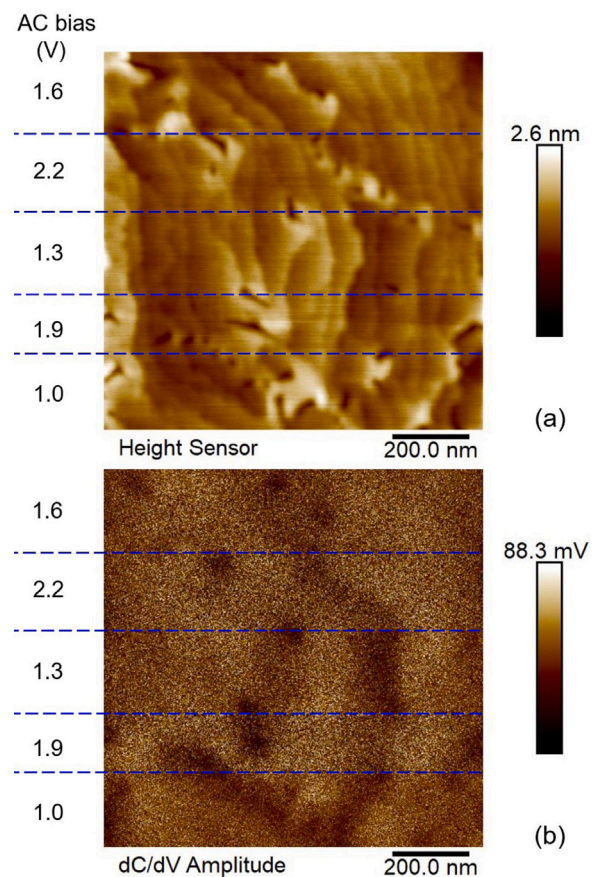 AC bias
(V)
1.6
2.2
1.3
1.9
1.0
2.6 nm
(a)
Height Sensor
200.0 nm
1.6
2.2
1.3
1.9
1.0
88.3 mV
(b)
dC/dV Amplitude
200.0 nm